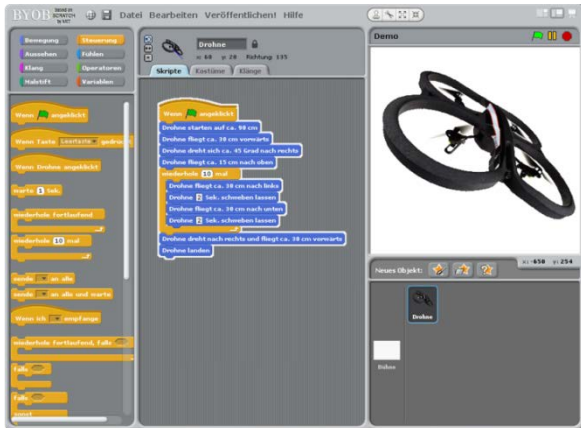 BYOB
Datei Bearbeiten Veröffentlichen! Hilfe
Bewegung
Steuerung
Aussehen
Fühlen
Klang
Operatoren
Malstift
Variablen
Wenn angeklickt
Wenn Taste Leertaste gedrückt
Wenn Drohne angeklickt
warte 1 Sek.
wiederhole fortlaufend
wiederhole 10 mal
sende an alle
sende an alle und warte
Wenn ich empfange
wiederhole fortlaufend, falls
falls
falls
sonst
Drohne
x: 68 y: 20 Richtung 135
Skripte Kostüme Klänge
Wenn angeklickt
Drohne starten auf ca. 90 cm
Drohne fliegt ca. 30 cm vorwärts
Drohne dreht sich ca. 45 Grad nach rechts
Drohne fliegt ca. 15 cm nach oben
wiederhole 10 mal
Drohne fliegt ca. 30 cm nach links
Drohne 2 Sek. schweben lassen
Drohne fliegt ca. 30 cm nach unten
Drohne 2 Sek. schweben lassen
Drohne dreht nach rechts und fliegt ca. 30 cm vorwärts
Drohne landen
Demo
x: -650 y: 254
Neues Objekt:
Drohne
Bühne